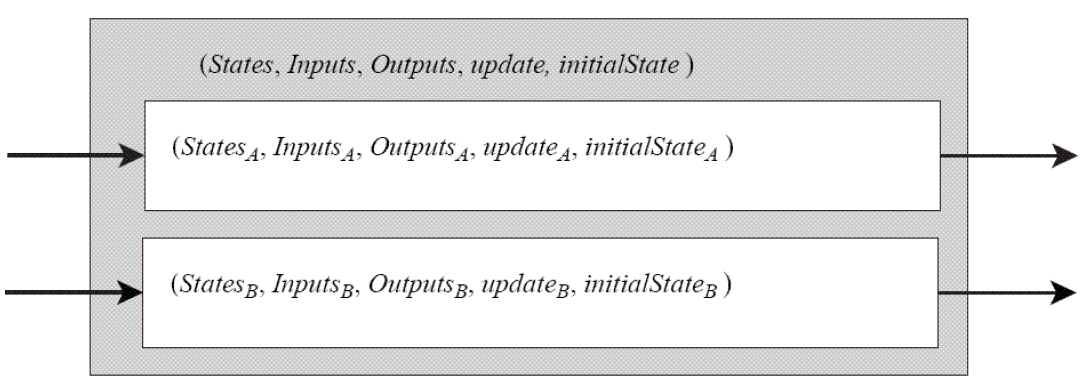 (States, Inputs, Outputs, update, initialState )
(States_A, Inputs_A, Outputs_A, update_A, initialState_A )
(States_B, Inputs_B, Outputs_B, update_B, initialState_B )